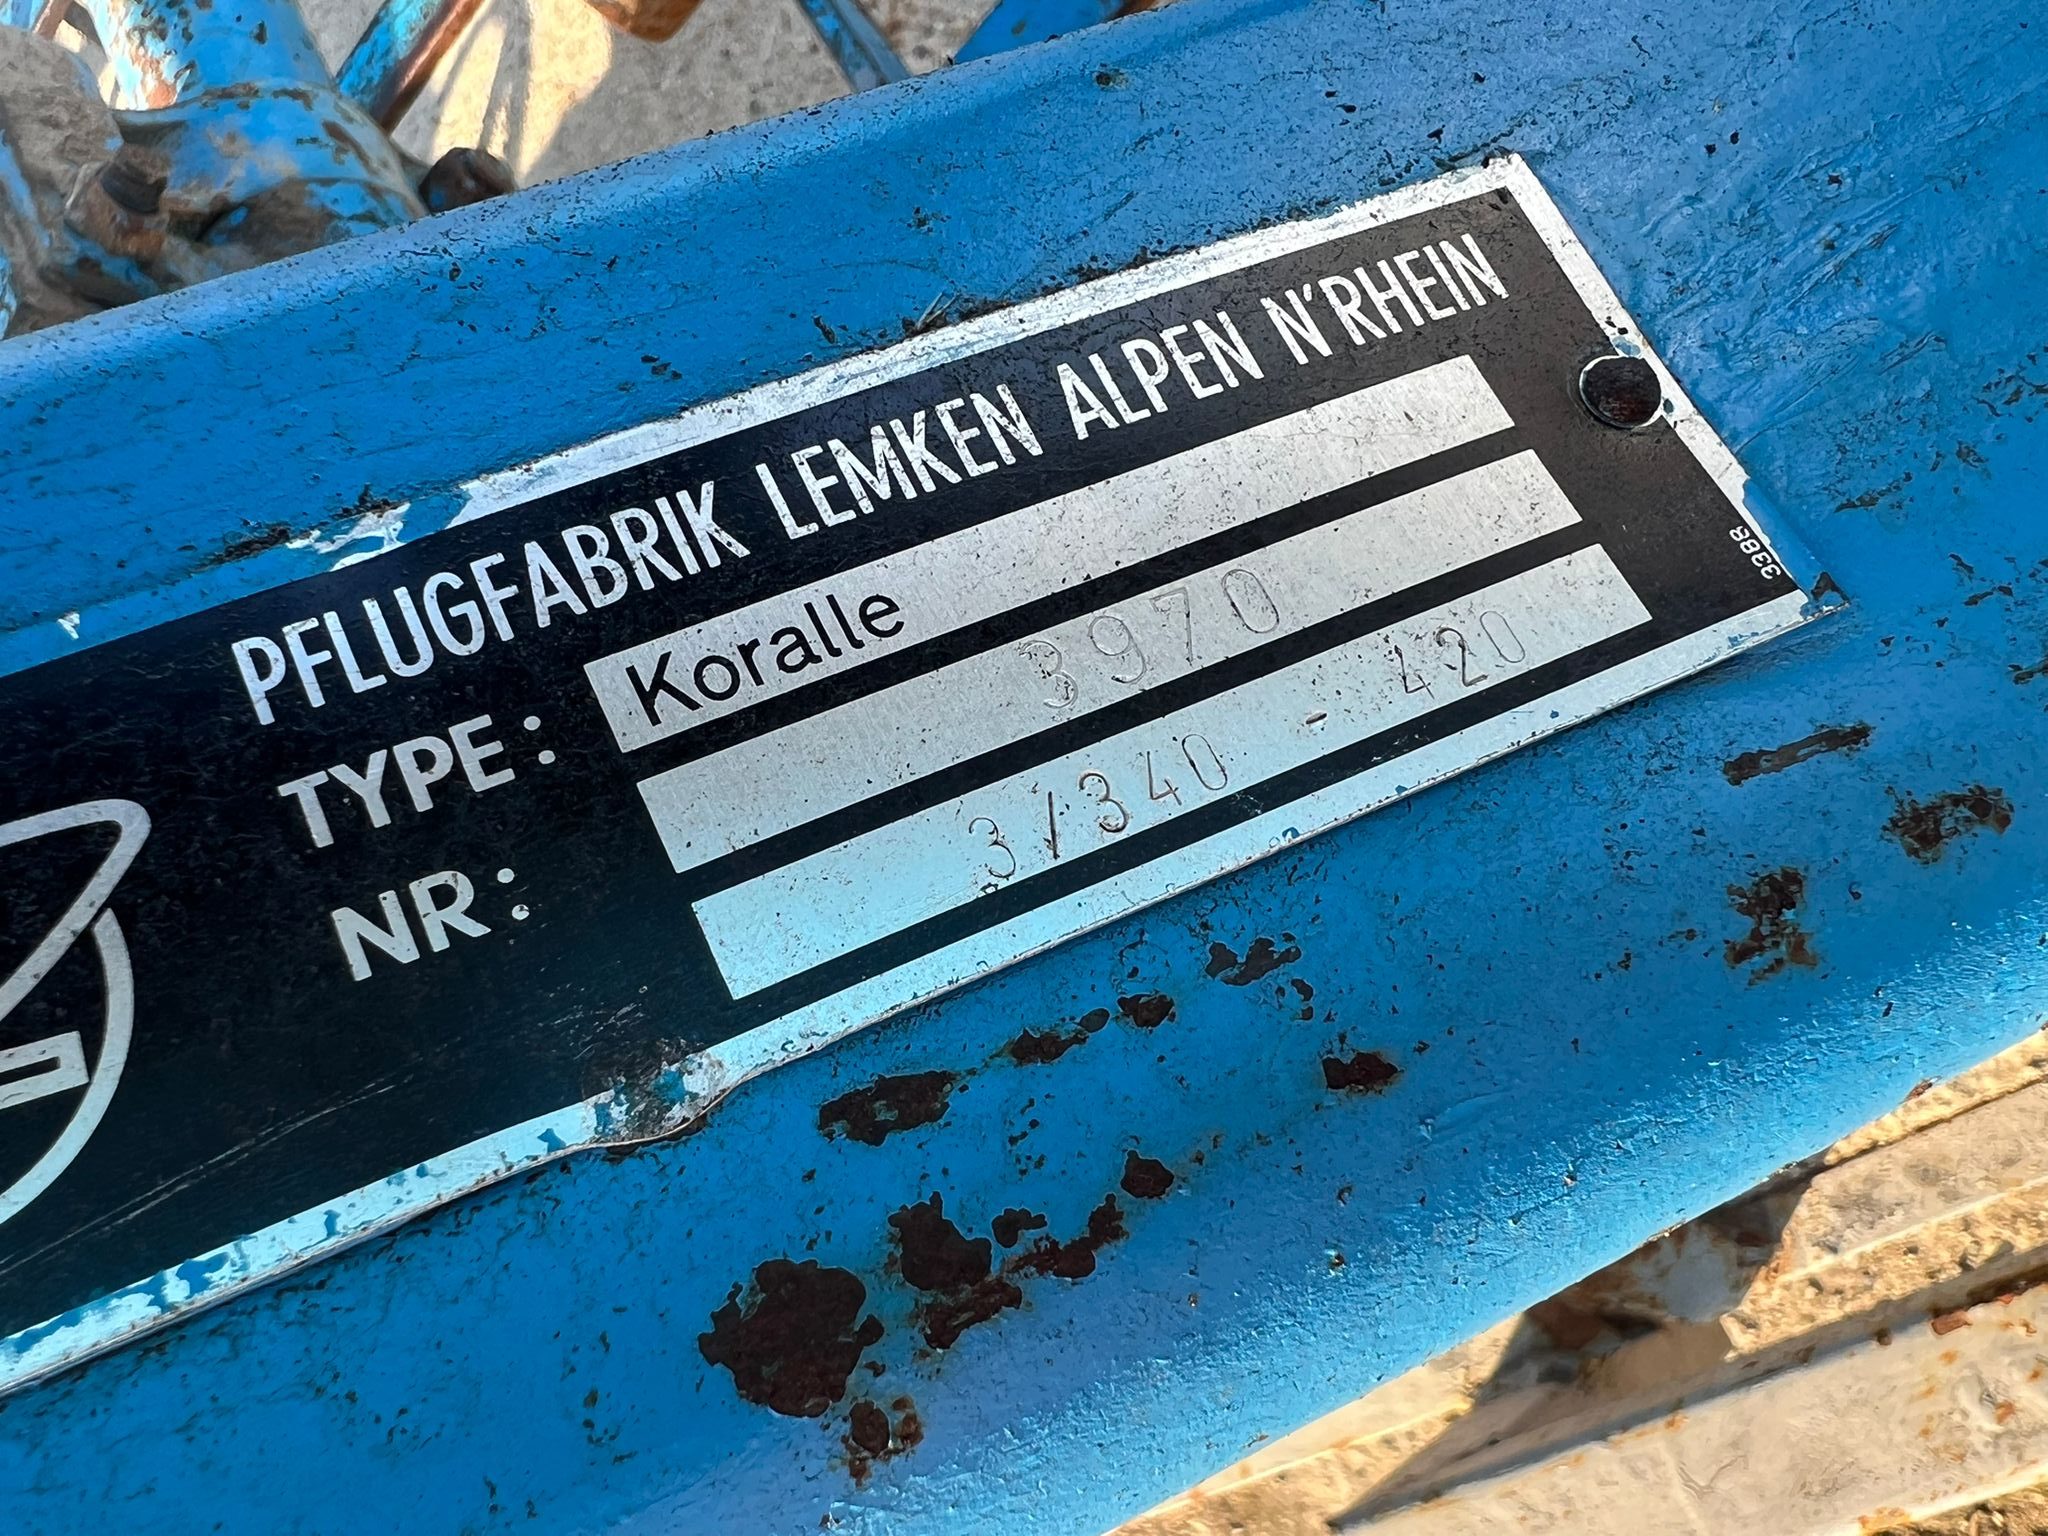 PFLUGFABRIK LEMKEN ALPEN N'RHEIN
TYPE: Koralle
3970
NR:
3/340 - 420
3388